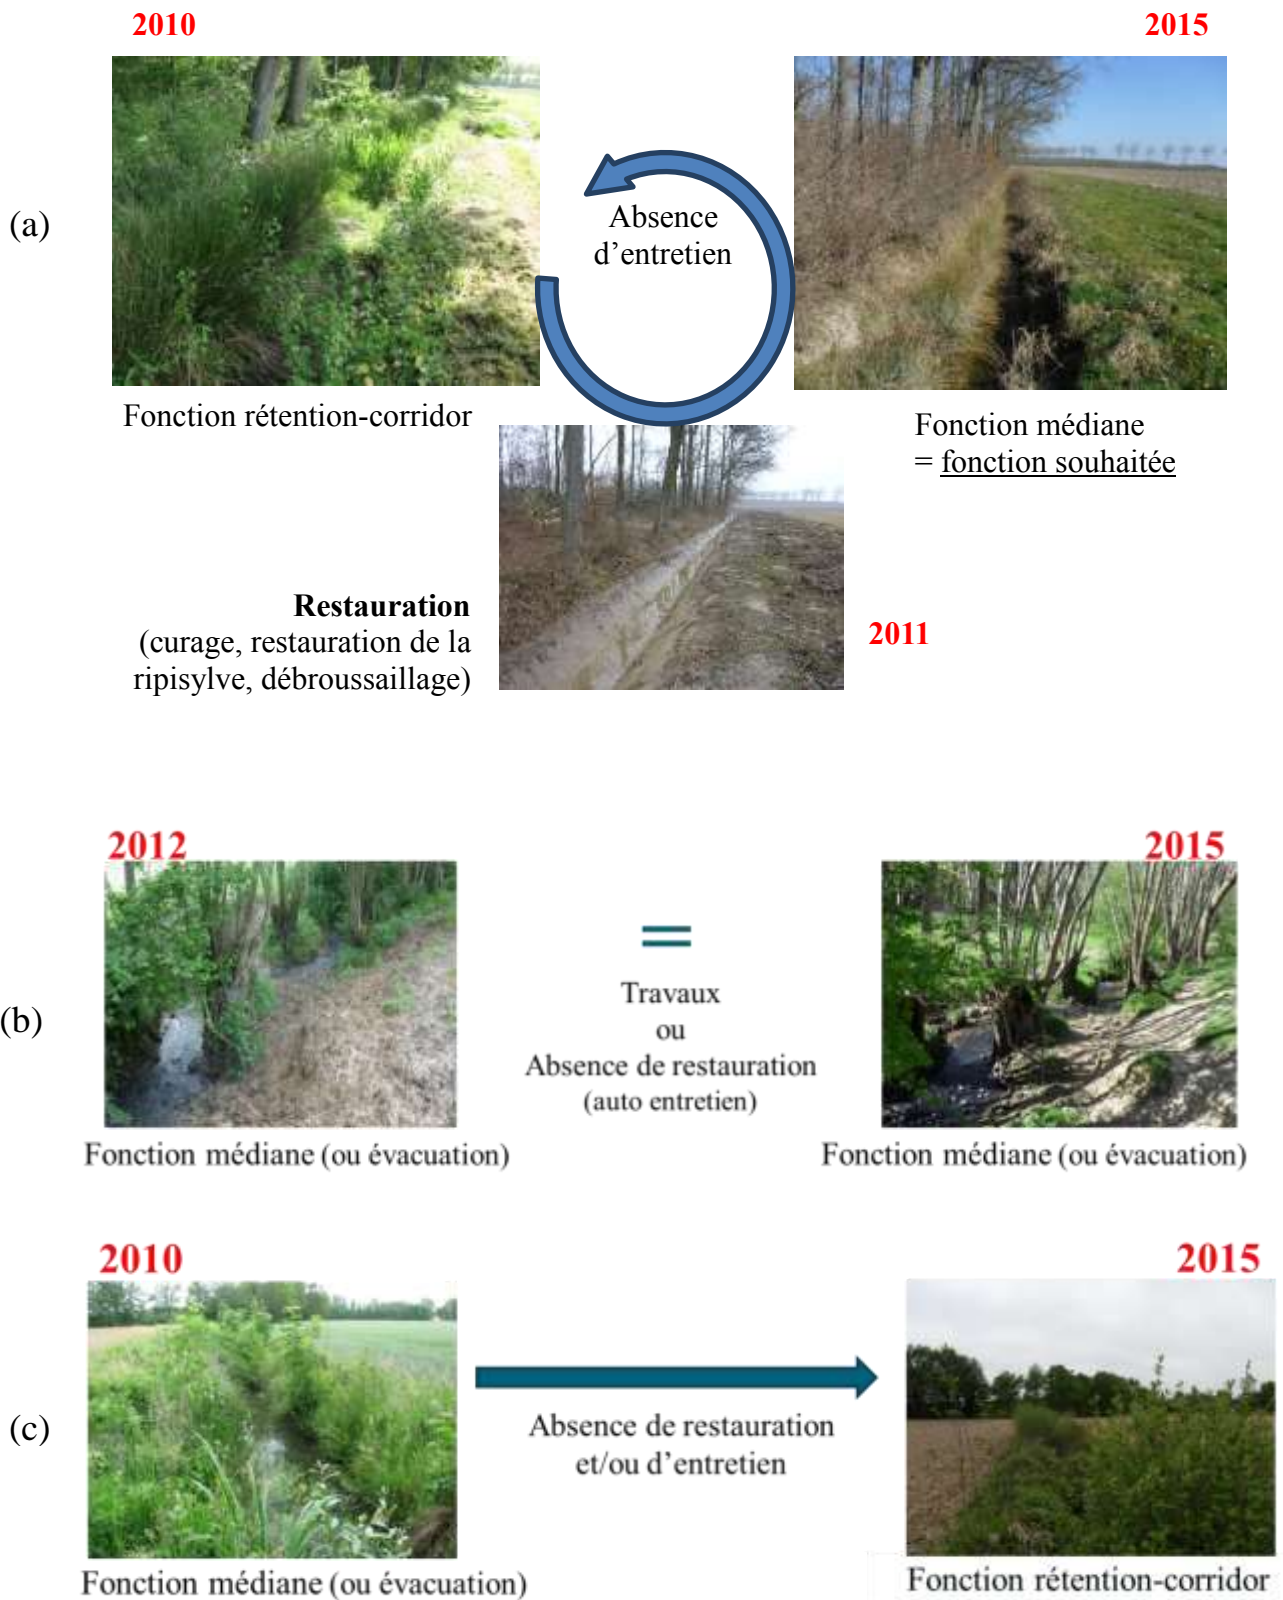 2010
2015
(a)
Absence
d’entretien
Fonction rétention-corridor
Fonction médiane
= fonction souhaitée
Restauration
(curage, restauration de la
ripisylve, débroussaillage)
2011
2012
2015
(b)
Travaux
ou
Absence de restauration
(auto entretien)
Fonction médiane (ou évacuation)
Fonction médiane (ou évacuation)
2010
2015
(c)
Absence de restauration
et/ou d’entretien
Fonction médiane (ou évacuation)
Fonction rétention-corridor